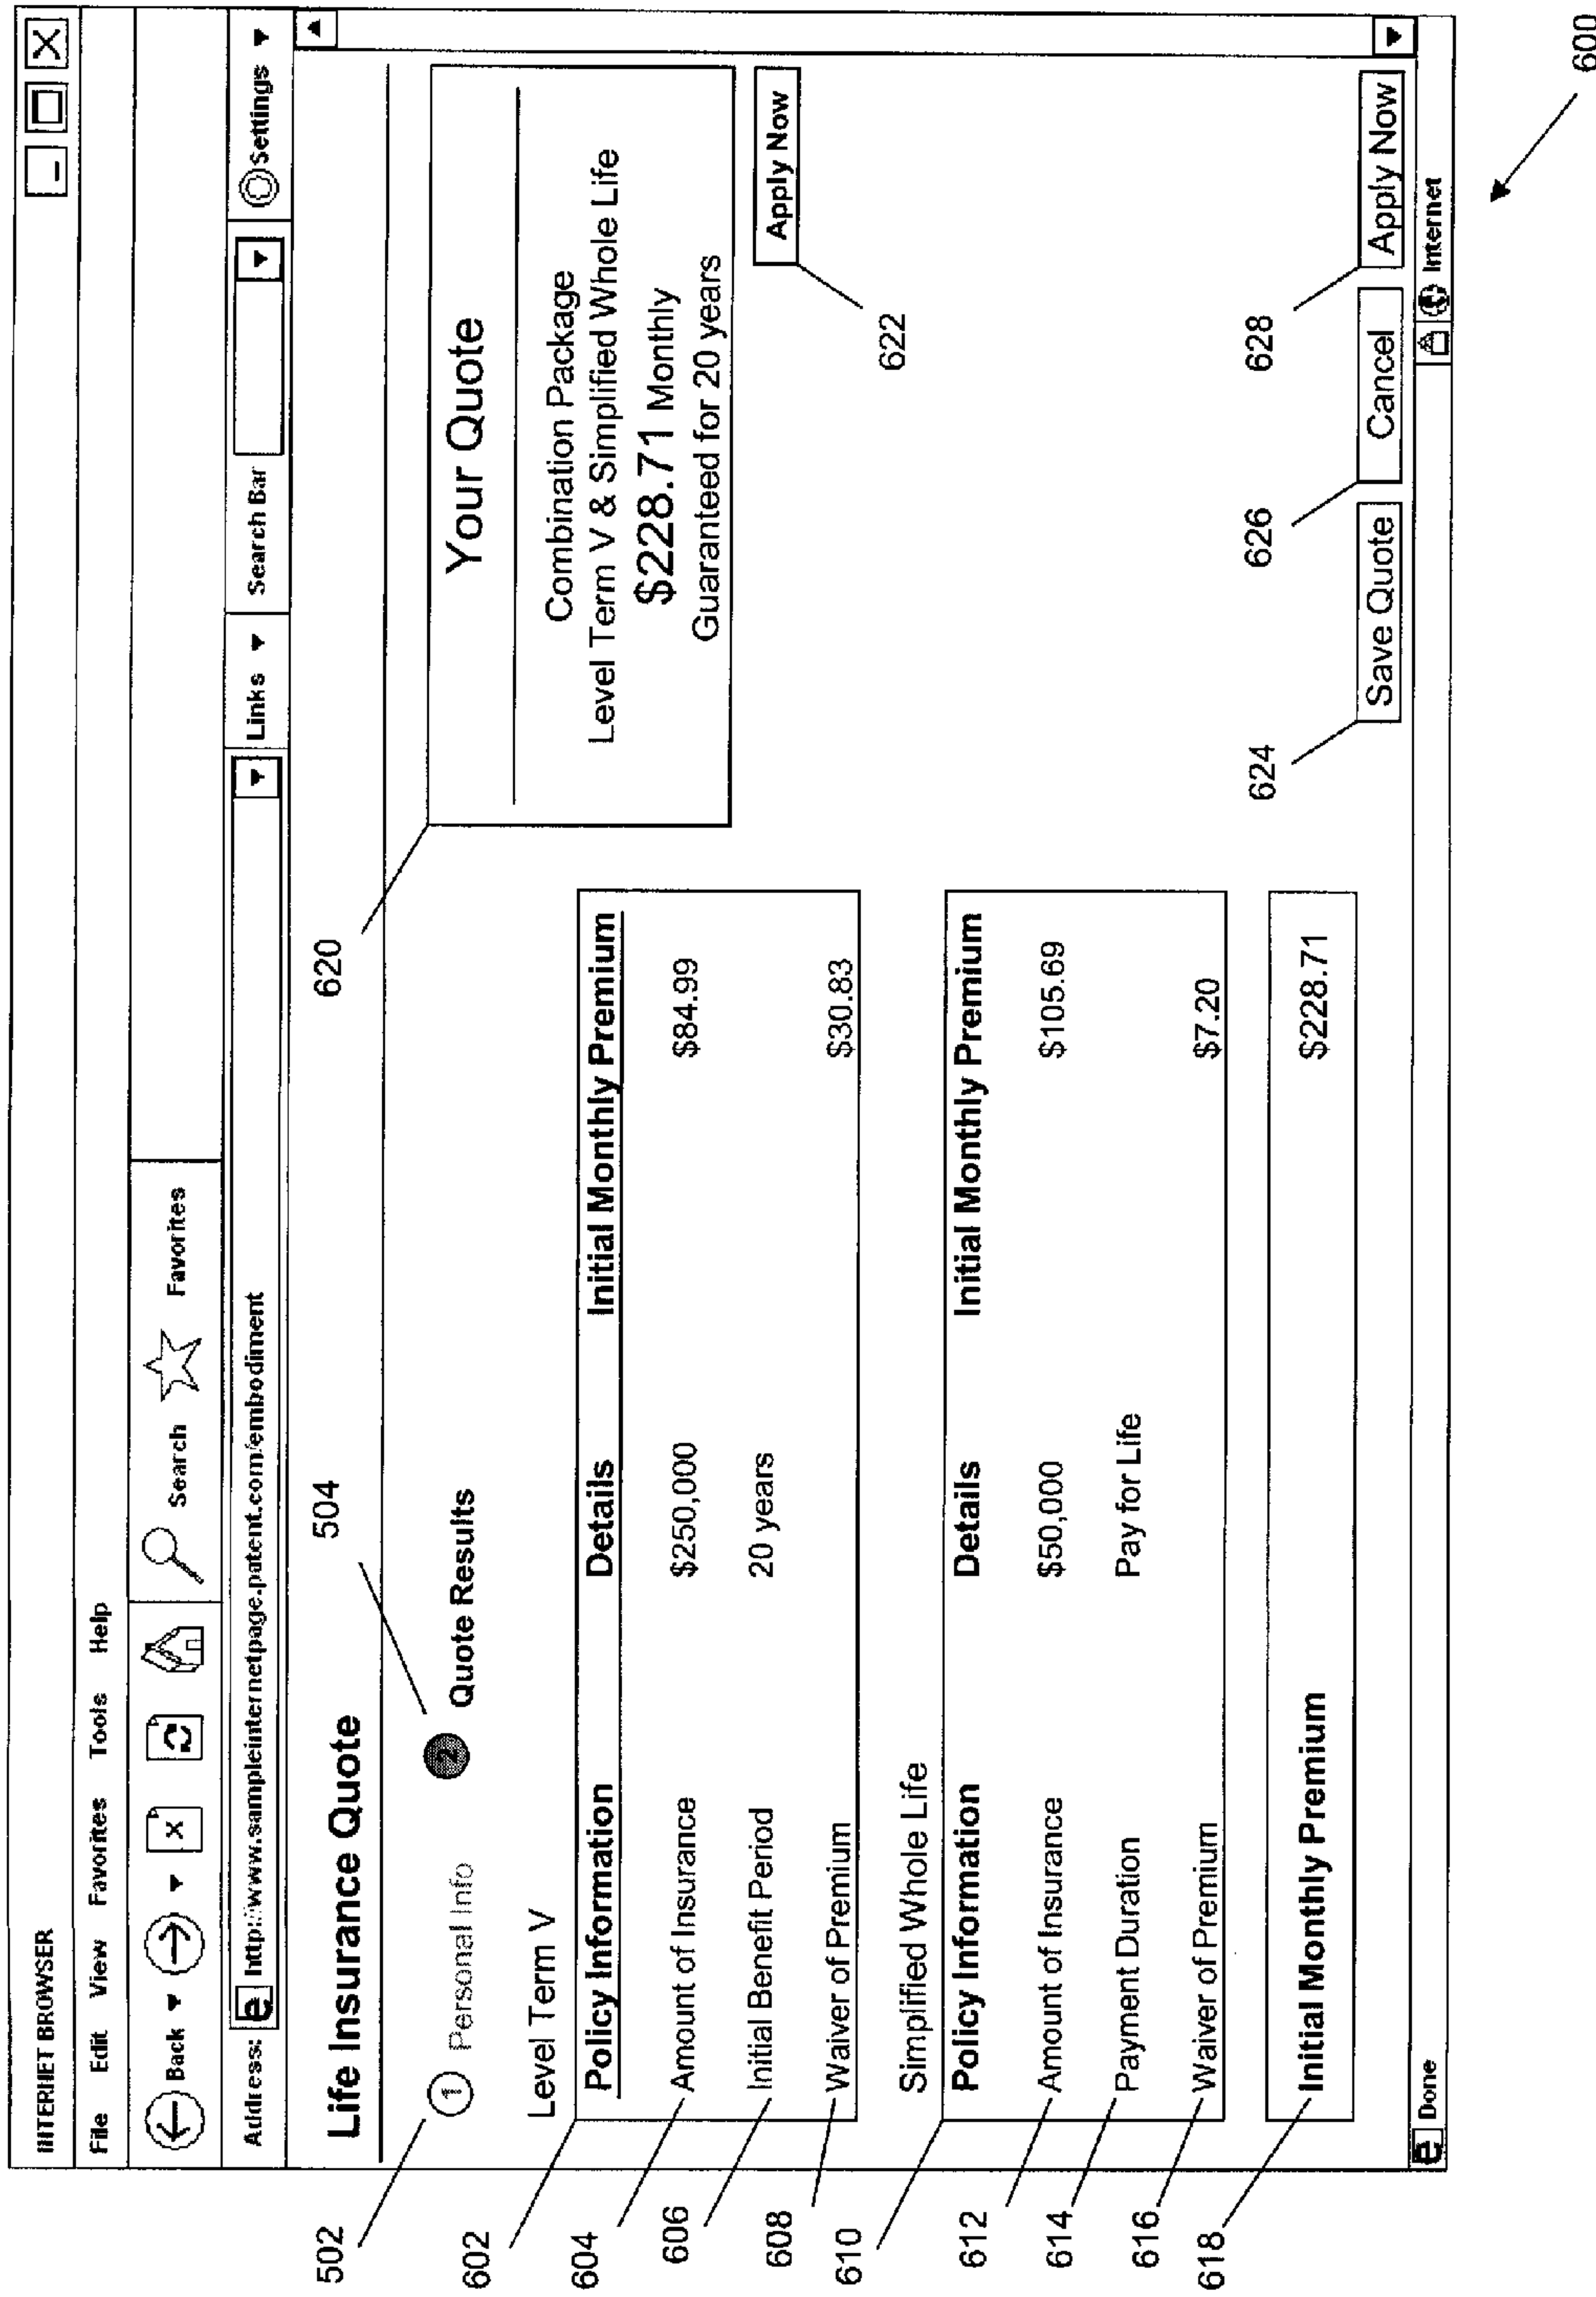 INTERNET BROWSER
File Edit View Favorites Tools Help
Back Search Favorites
Address: http://www.sampleinternetpage.patent.com/embodiment Links Search Bar Settings
Life Insurance Quote
504
620
502
1 Personal Info 2 Quote Results
Your Quote
Combination Package
Level Term V & Simplified Whole Life
$228.71 Monthly
Guaranteed for 20 years
Apply Now
622
Level Term V
602
Policy Information Details Initial Monthly Premium
604 Amount of Insurance $250,000 $84.99
606 Initial Benefit Period 20 years
608 Waiver of Premium $30.83
Simplified Whole Life
610
Policy Information Details Initial Monthly Premium
612 Amount of Insurance $50,000 $105.69
614 Payment Duration Pay for Life
616 Waiver of Premium $7.20
618 Initial Monthly Premium $228.71
624 626 628
Save Quote Cancel Apply Now
Done Internet
600